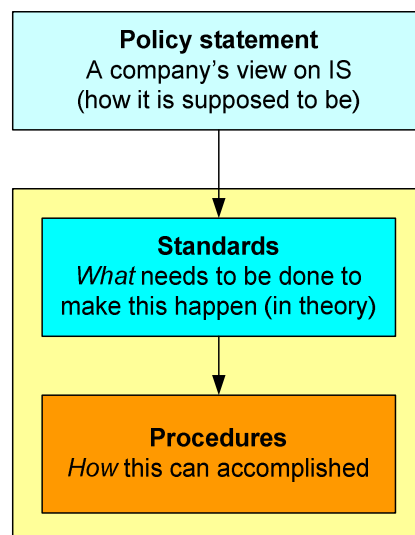 Policy statement
A company's view on IS
(how it is supposed to be)
Standards
What needs to be done to
make this happen (in theory)
Procedures
How this can accomplished